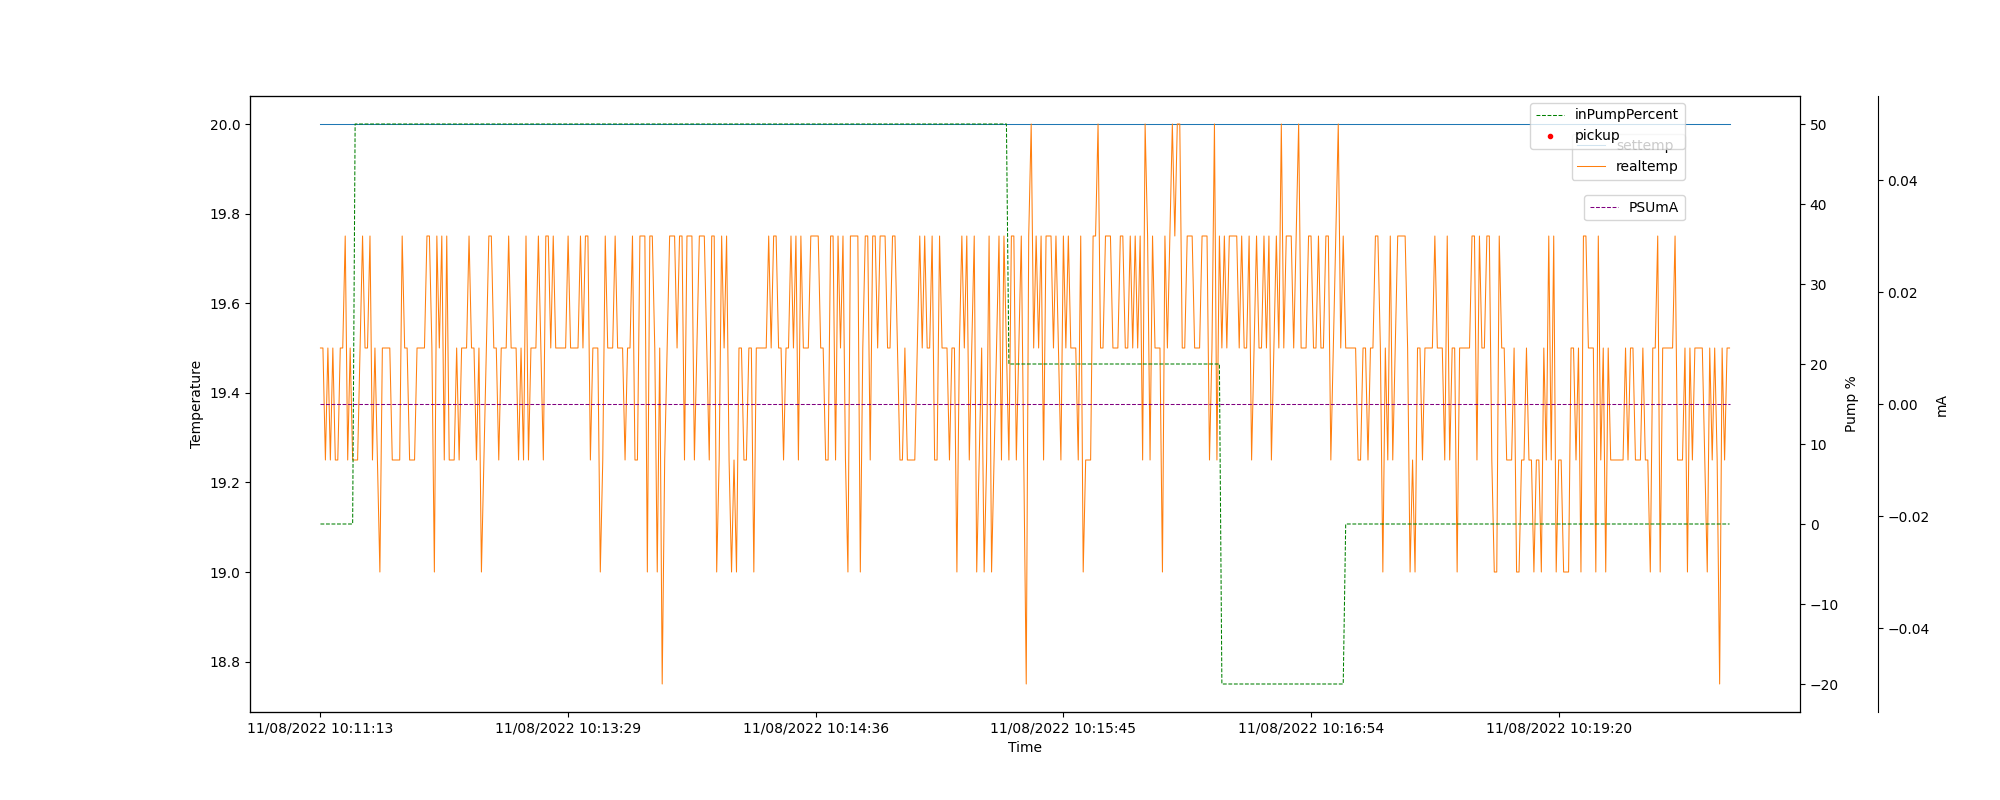 inPumpPercent
pickup
settemp
realtemp
PSUmA
20.0
19.8
19.6
19.4
19.2
19.0
18.8
Temperature
50
40
30
20
10
0
−10
−20
Pump %
0.04
0.02
0.00
−0.02
−0.04
mA
11/08/2022 10:11:13
11/08/2022 10:13:29
11/08/2022 10:14:36
11/08/2022 10:15:45
11/08/2022 10:16:54
11/08/2022 10:19:20
Time